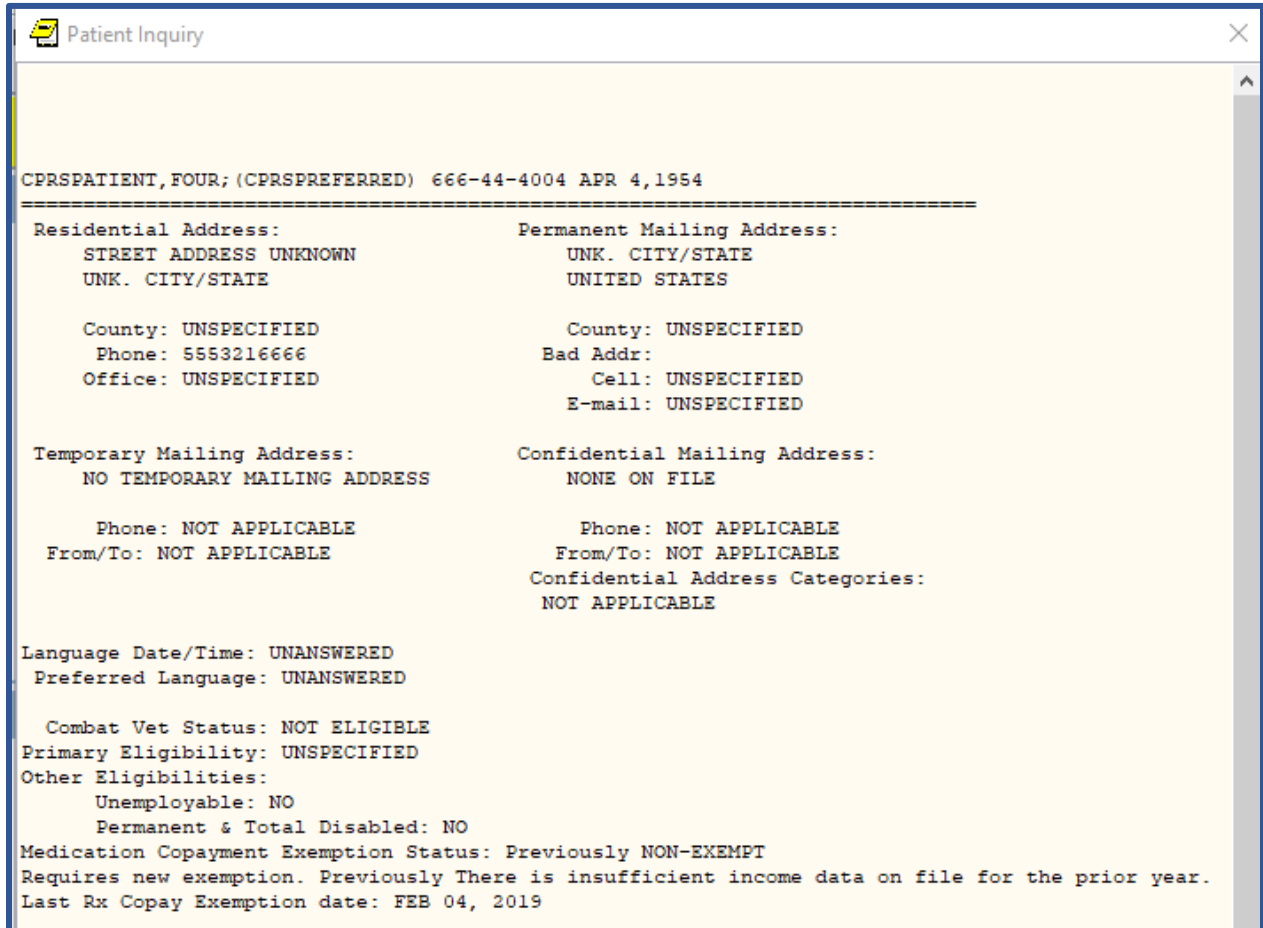 Patient Inquiry
CPRSPATIENT,FOUR;(CPRSPREFERRED) 666-44-4004 APR 4,1954
=============================================================================
Residential Address: Permanent Mailing Address:
STREET ADDRESS UNKNOWN UNK. CITY/STATE
UNK. CITY/STATE UNITED STATES
County: UNSPECIFIED County: UNSPECIFIED
Phone: 5553216666 Bad Addr:
Office: UNSPECIFIED Cell: UNSPECIFIED
E-mail: UNSPECIFIED
Temporary Mailing Address: Confidential Mailing Address:
NO TEMPORARY MAILING ADDRESS NONE ON FILE
Phone: NOT APPLICABLE Phone: NOT APPLICABLE
From/To: NOT APPLICABLE From/To: NOT APPLICABLE
Confidential Address Categories:
NOT APPLICABLE
Language Date/Time: UNANSWERED
Preferred Language: UNANSWERED
Combat Vet Status: NOT ELIGIBLE
Primary Eligibility: UNSPECIFIED
Other Eligibilities:
Unemployable: NO
Permanent & Total Disabled: NO
Medication Copayment Exemption Status: Previously NON-EXEMPT
Requires new exemption. Previously There is insufficient income data on file for the prior year.
Last Rx Copay Exemption date: FEB 04, 2019